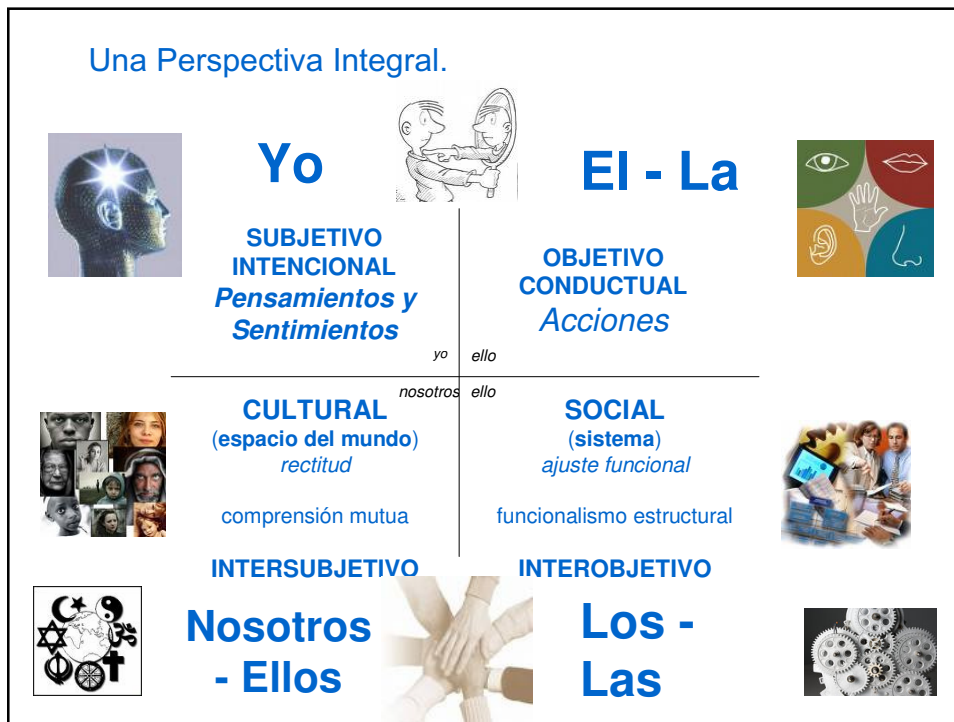 Una Perspectiva Integral.
Yo
El - La
SUBJETIVO
INTENCIONAL
Pensamientos y
Sentimientos
OBJETIVO
CONDUCTUAL
Acciones
yo
ello
nosotros
ello
CULTURAL
(espacio del mundo)
rectitud
comprensión mutua
INTERSUBJETIVO
SOCIAL
(sistema)
ajuste funcional
funcionalismo estructural
INTEROBJETIVO
Nosotros
- Ellos
Los -
Las